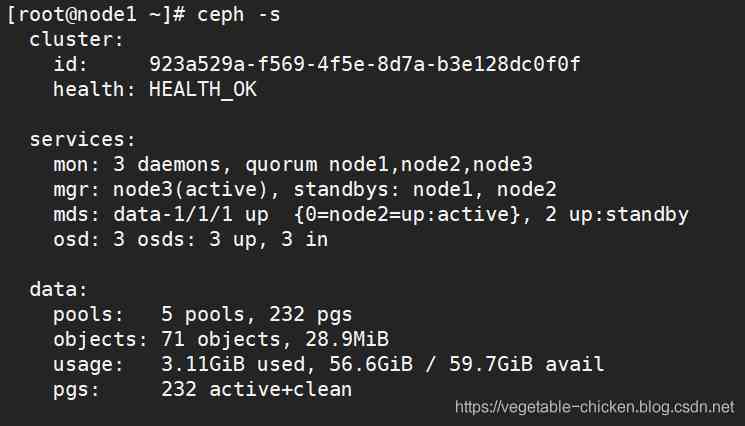 [root@node1 ~]# ceph -s
  cluster:
    id:     923a529a-f569-4f5e-8d7a-b3e128dc0f0f
    health: HEALTH_OK

  services:
    mon: 3 daemons, quorum node1,node2,node3
    mgr: node3(active), standbys: node1, node2
    mds: data-1/1/1 up  {0=node2=up:active}, 2 up:standby
    osd: 3 osds: 3 up, 3 in

  data:
    pools:   5 pools, 232 pgs
    objects: 71 objects, 28.9MiB
    usage:   3.11GiB used, 56.6GiB / 59.7GiB avail
    pgs:     232 active+clean
https://vegetable-chicken.blog.csdn.net